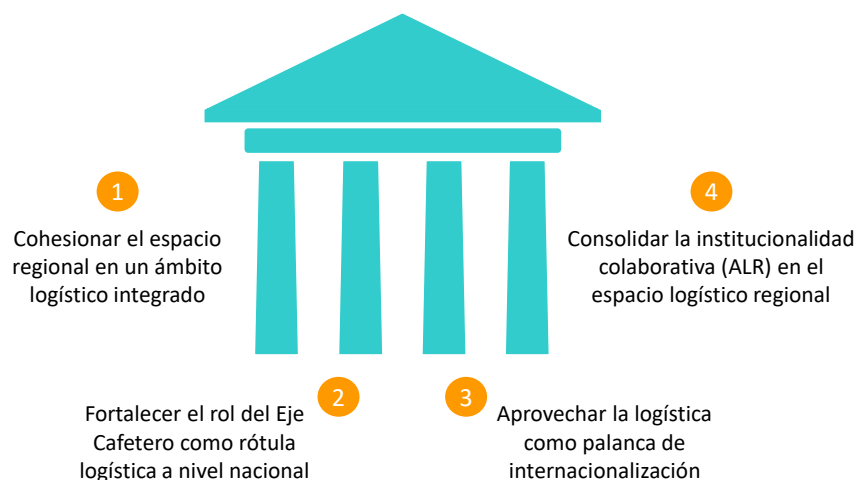 1
Cohesionar el espacio
regional en un ámbito
logístico integrado
2
Fortalecer el rol del Eje
Cafetero como rótula
logística a nivel nacional
3
Aprovechar la logística
como palanca de
internacionalización
4
Consolidar la institucionalidad
colaborativa (ALR) en el
espacio logístico regional